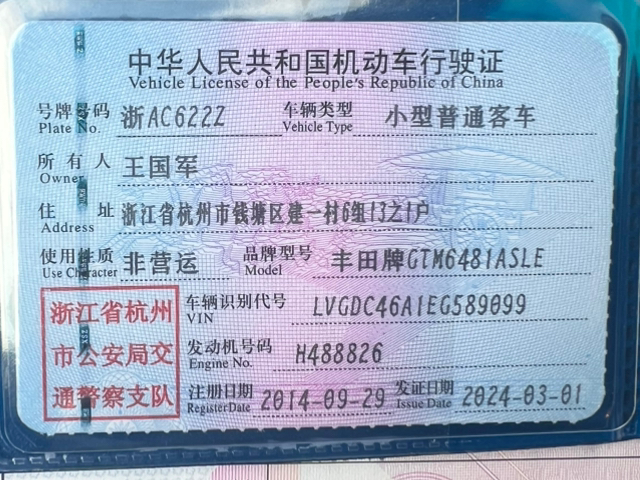 中华人民共和国机动车行驶证
Vehicle License of the People's Republic of China
号牌号码 浙AC622Z 车辆类型 小型普通客车
Plate No. Vehicle Type
所有人 王国军
Owner
住址 浙江省杭州市钱塘区建一村6组13之1户
Address
使用性质 非营运 品牌型号 丰田牌GTM6481ASLE
Use Character Model
浙江省杭州 车辆识别代号 LVGDC46A1EG589099
VIN
市公安局交 发动机号码 H488826
Engine No.
通警察支队 注册日期 2014-09-29 发证日期 2024-03-01
Register Date Issue Date